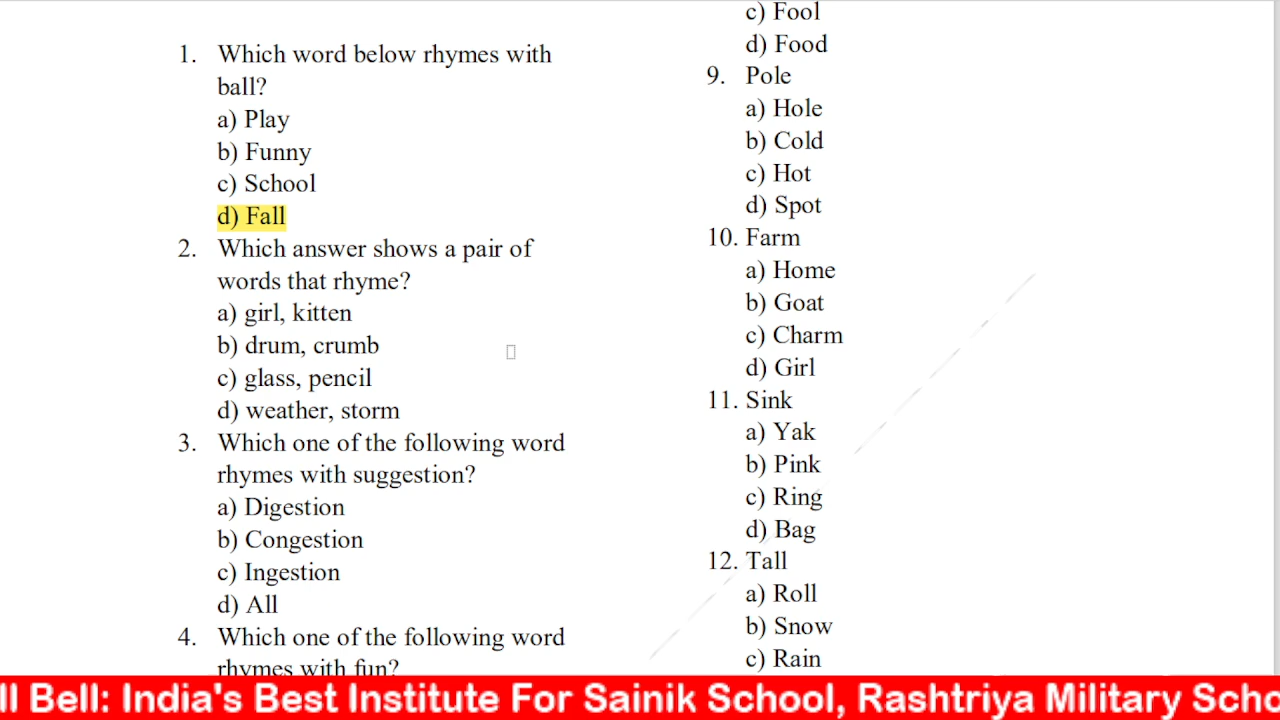 1. Which word below rhymes with
ball?
a) Play
b) Funny
c) School
d) Fall
2. Which answer shows a pair of
words that rhyme?
a) girl, kitten
b) drum, crumb
c) glass, pencil
d) weather, storm
3. Which one of the following word
rhymes with suggestion?
a) Digestion
b) Congestion
c) Ingestion
d) All
4. Which one of the following word
rhymes with fun?
c) Fool
d) Food
9. Pole
a) Hole
b) Cold
c) Hot
d) Spot
10. Farm
a) Home
b) Goat
c) Charm
d) Girl
11. Sink
a) Yak
b) Pink
c) Ring
d) Bag
12. Tall
a) Roll
b) Snow
c) Rain
ll Bell: India's Best Institute For Sainik School, Rashtriya Military Scho